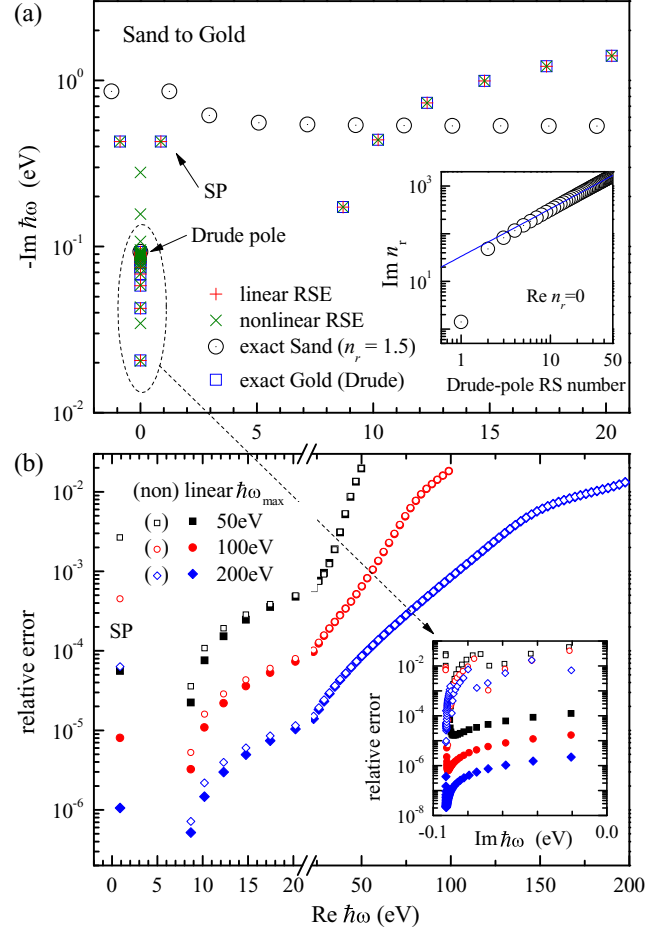 (a)
Sand to Gold
-Im ħω (eV)
10⁰
10⁻¹
10⁻²
SP
Drude pole
+ linear RSE
× nonlinear RSE
exact Sand (nᵣ = 1.5)
exact Gold (Drude)
Im nᵣ
10³
10¹
Re nᵣ=0
1
10
50
Drude-pole RS number
0
5
10
15
20
(b)
relative error
10⁻²
10⁻³
10⁻⁴
10⁻⁵
10⁻⁶
(non) linear ħω_max
(□) ■ 50eV
(○) ● 100eV
(◇) ◆ 200eV
SP
relative error
10⁻²
10⁻⁴
10⁻⁶
10⁻⁸
-0.1
0.0
Im ħω (eV)
0
5
10
15
20
50
100
150
200
Re ħω (eV)